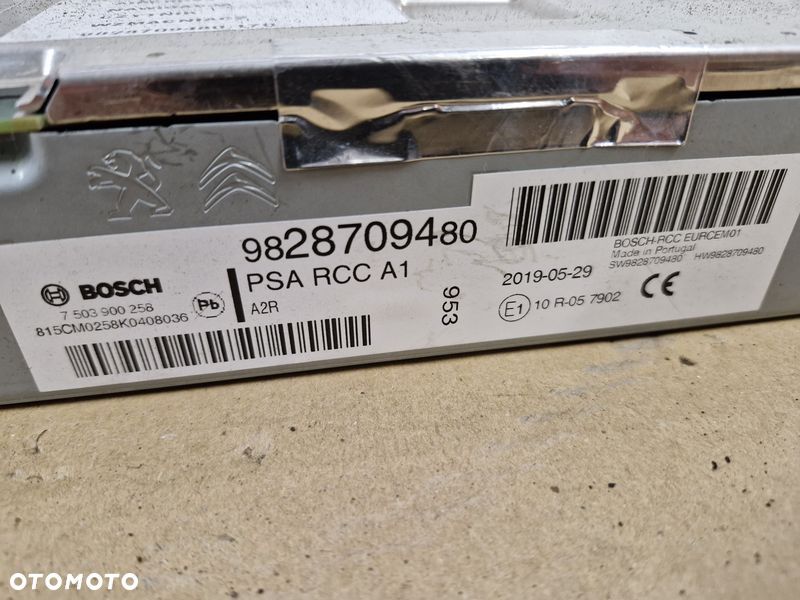 9828709480
BOSCH
PSA RCC A1
7 503 900 258
Pb
A2R
815CM0258K0408036
953
BOSCH-RCC EURCEM01
Made in Portugal
SW9828709480 HW9828709480
2019-05-29
E1 10 R-05 7902 CE
OTOMOTO